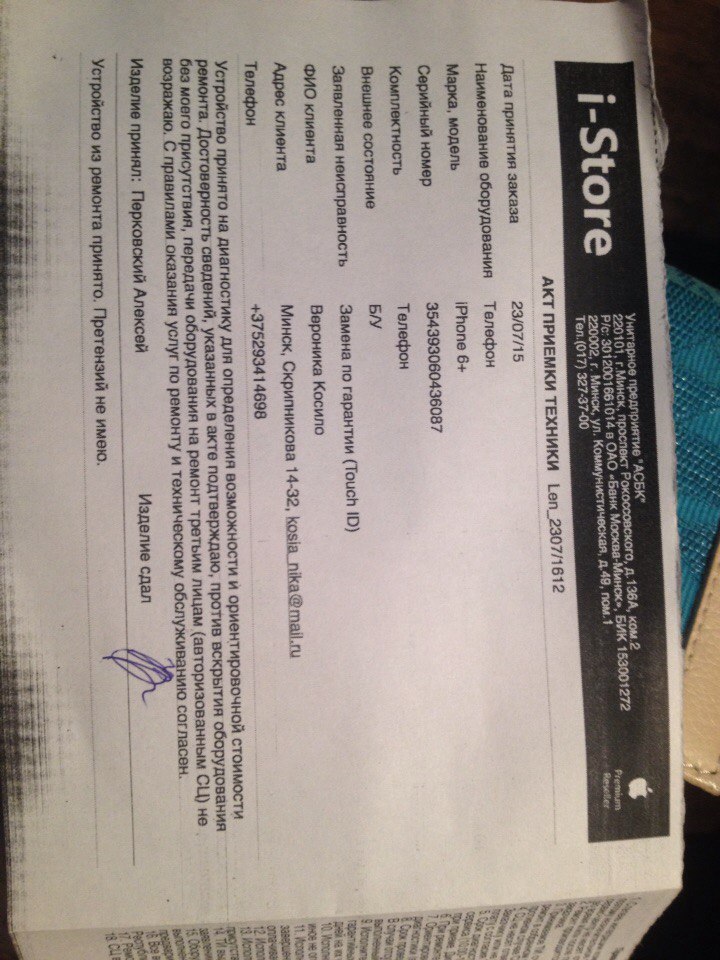 i-Store
Унитарное предприятие "АСБК"
220101, г.Минск, проспект Рокоссовского, д.136А, ком.2
Р/с: 3012001661014 в ОАО «Банк Москва-Минск», БИК 153001272
220002, г. Минск, ул. Коммунистическая, д.49, пом.1
Тел.(017) 327-37-00
Premium
Reseller
АКТ ПРИЕМКИ ТЕХНИКИ Len_2307/1612
Дата принятия заказа 23/07/15
Наименование оборудования Телефон
Марка, модель iPhone 6+
Серийный номер 354393060436087
Комплектность Телефон
Внешнее состояние Б/У
Заявленная неисправность Замена по гарантии (Touch ID)
ФИО клиента Вероника Косило
Адрес клиента Минск, Скрипникова 14-32, kosia_nika@mail.ru
Телефон +375293414698
Устройство принято на диагностику для определения возможности и ориентировочной стоимости
ремонта. Достоверность сведений, указанных в акте подтверждаю, против вскрытия оборудования
без моего присутствия, передачи оборудования на ремонт третьим лицам (авторизованным СЦ) не
возражаю. С правилами оказания услуг по ремонту и техническому обслуживанию согласен.
Изделие принял: Перковский Алексей Изделие сдал
Устройство из ремонта принято. Претензий не имею.